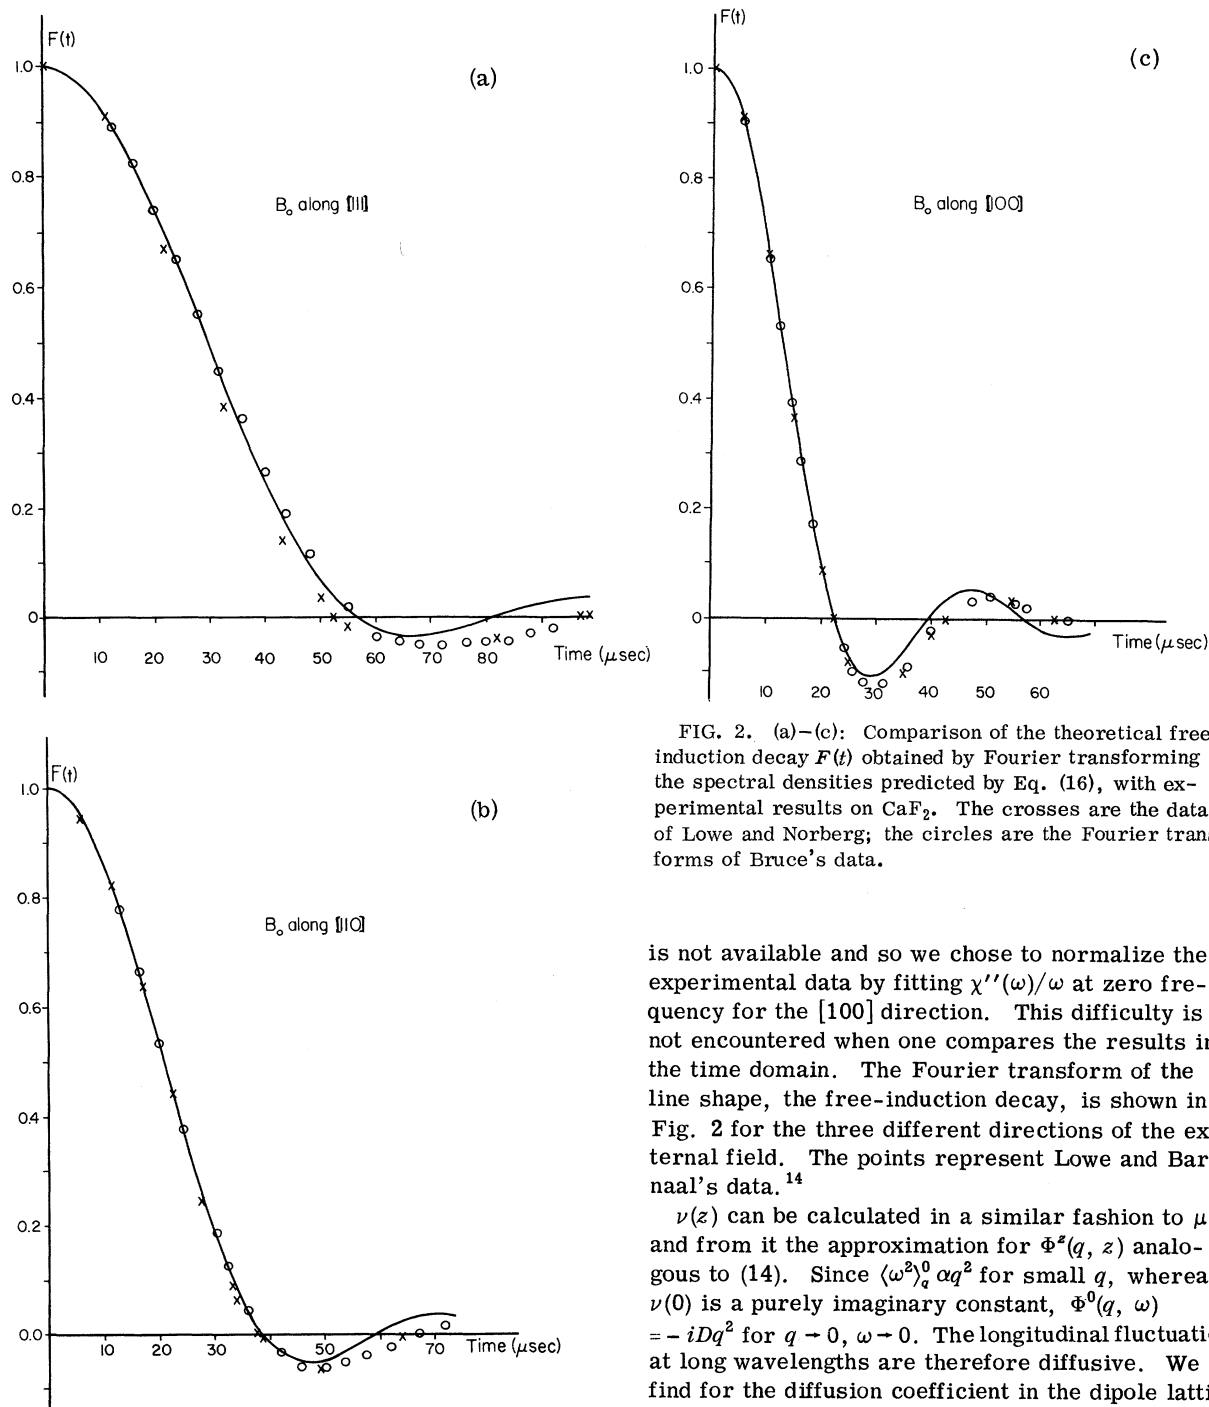 F(t)
(a)
1.0
0.8
B₀ along [111]
0.6
0.4
0.2
0
10 20 30 40 50 60 70 80 Time (μsec)
F(t)
(b)
1.0
0.8
B₀ along [110]
0.6
0.4
0.2
0.0
10 20 30 40 50 70 Time (μsec)
F(t)
(c)
1.0
0.8
B₀ along [100]
0.6
0.4
0.2
0
Time (μsec)
10 20 30 40 50 60
FIG. 2. (a)–(c): Comparison of the theoretical free
induction decay F(t) obtained by Fourier transforming
the spectral densities predicted by Eq. (16), with ex-
perimental results on CaF₂. The crosses are the data
of Lowe and Norberg; the circles are the Fourier trans
forms of Bruce's data.
is not available and so we chose to normalize the
experimental data by fitting χ′′(ω)/ω at zero fre-
quency for the [100] direction. This difficulty is
not encountered when one compares the results in
the time domain. The Fourier transform of the
line shape, the free-induction decay, is shown in
Fig. 2 for the three different directions of the ex
ternal field. The points represent Lowe and Bar
naal's data.¹⁴
ν(z) can be calculated in a similar fashion to μ
and from it the approximation for Φᶻ(q, z) analo-
gous to (14). Since ⟨ω²⟩⁰_q αq² for small q, wherea
ν(0) is a purely imaginary constant, Φ⁰(q, ω)
= − iDq² for q → 0, ω → 0. The longitudinal fluctuati
at long wavelengths are therefore diffusive. We
find for the diffusion coefficient in the dipole latti